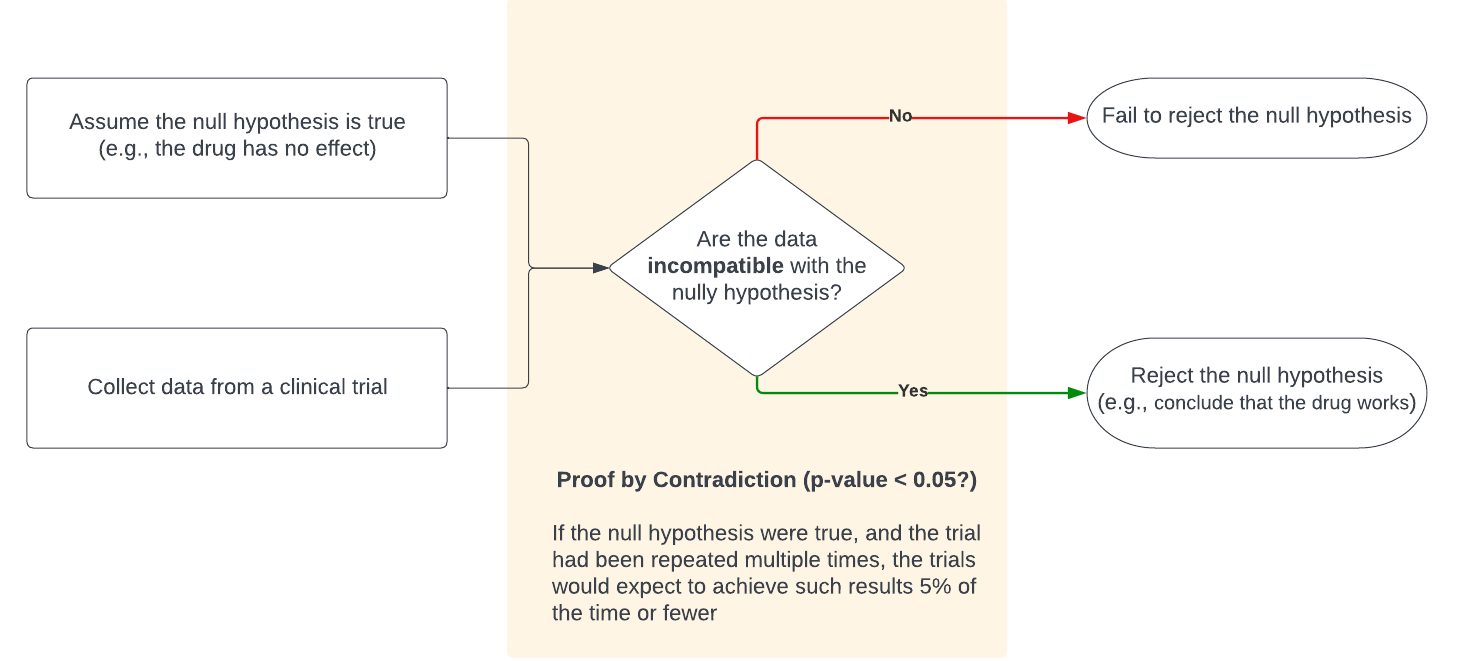 Assume the null hypothesis is true
(e.g., the drug has no effect)
Collect data from a clinical trial
Are the data
incompatible with the
nully hypothesis?
No
Yes
Fail to reject the null hypothesis
Reject the null hypothesis
(e.g., conclude that the drug works)
Proof by Contradiction (p-value < 0.05?)
If the null hypothesis were true, and the trial
had been repeated multiple times, the trials
would expect to achieve such results 5% of
the time or fewer